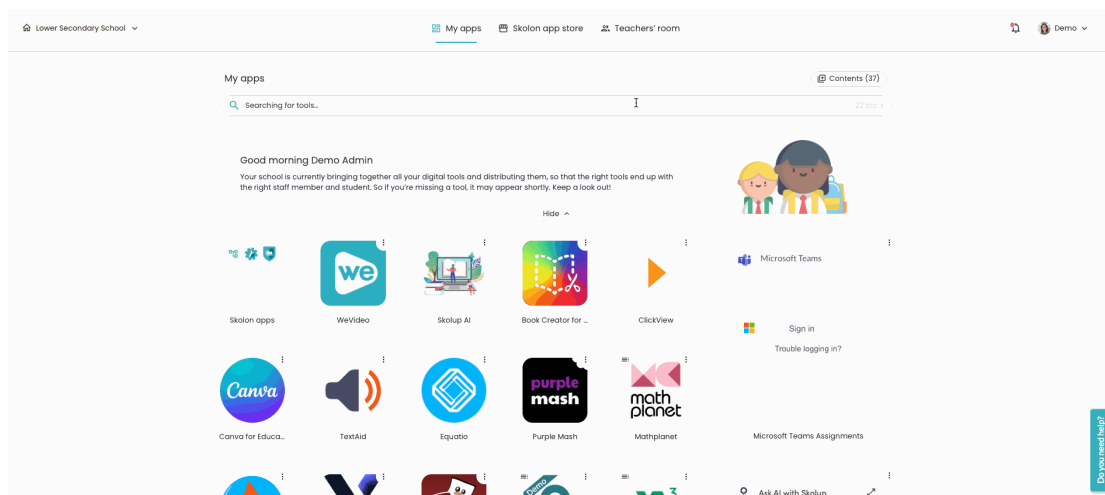 Lower Secondary School
My apps
Skolon app store
Teachers' room
Demo
My apps
Contents (37)
Searching for tools...
Good morning Demo Admin
Your school is currently bringing together all your digital tools and distributing them, so that the right tools end up with
the right staff member and student. So if you're missing a tool, it may appear shortly. Keep a look out!
Hide
we
Microsoft Teams
Skolon apps
WeVideo
Skolup AI
Book Creator for ...
ClickView
Sign in
Trouble logging in?
Canva
purple
mash
math
planet
Canva for Educa...
TextAid
Equatio
Purple Mash
Mathplanet
Microsoft Teams Assignments
Do you need help?
Demo
3
Ask AI with Skolup